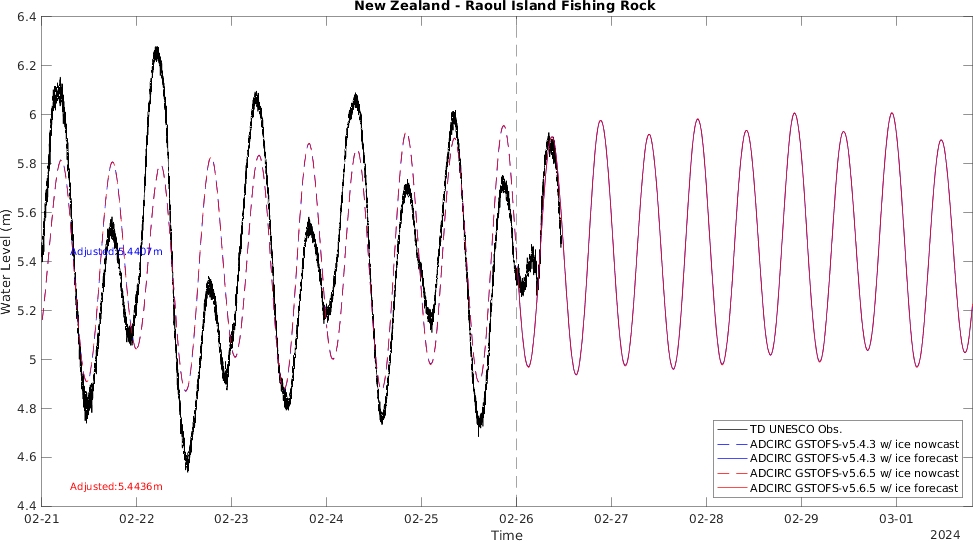 New Zealand - Raoul Island Fishing Rock
6.4
6.2
6
5.8
5.6
5.4
5.2
5
4.8
4.6
4.4
Water Level (m)
Adjusted:5.4407m
Adjusted:5.4436m
TD UNESCO Obs.
ADCIRC GSTOFS-v5.4.3 w/ ice nowcast
ADCIRC GSTOFS-v5.4.3 w/ ice forecast
ADCIRC GSTOFS-v5.6.5 w/ ice nowcast
ADCIRC GSTOFS-v5.6.5 w/ ice forecast
02-21 02-22 02-23 02-24 02-25 02-26 02-27 02-28 02-29 03-01
Time
2024